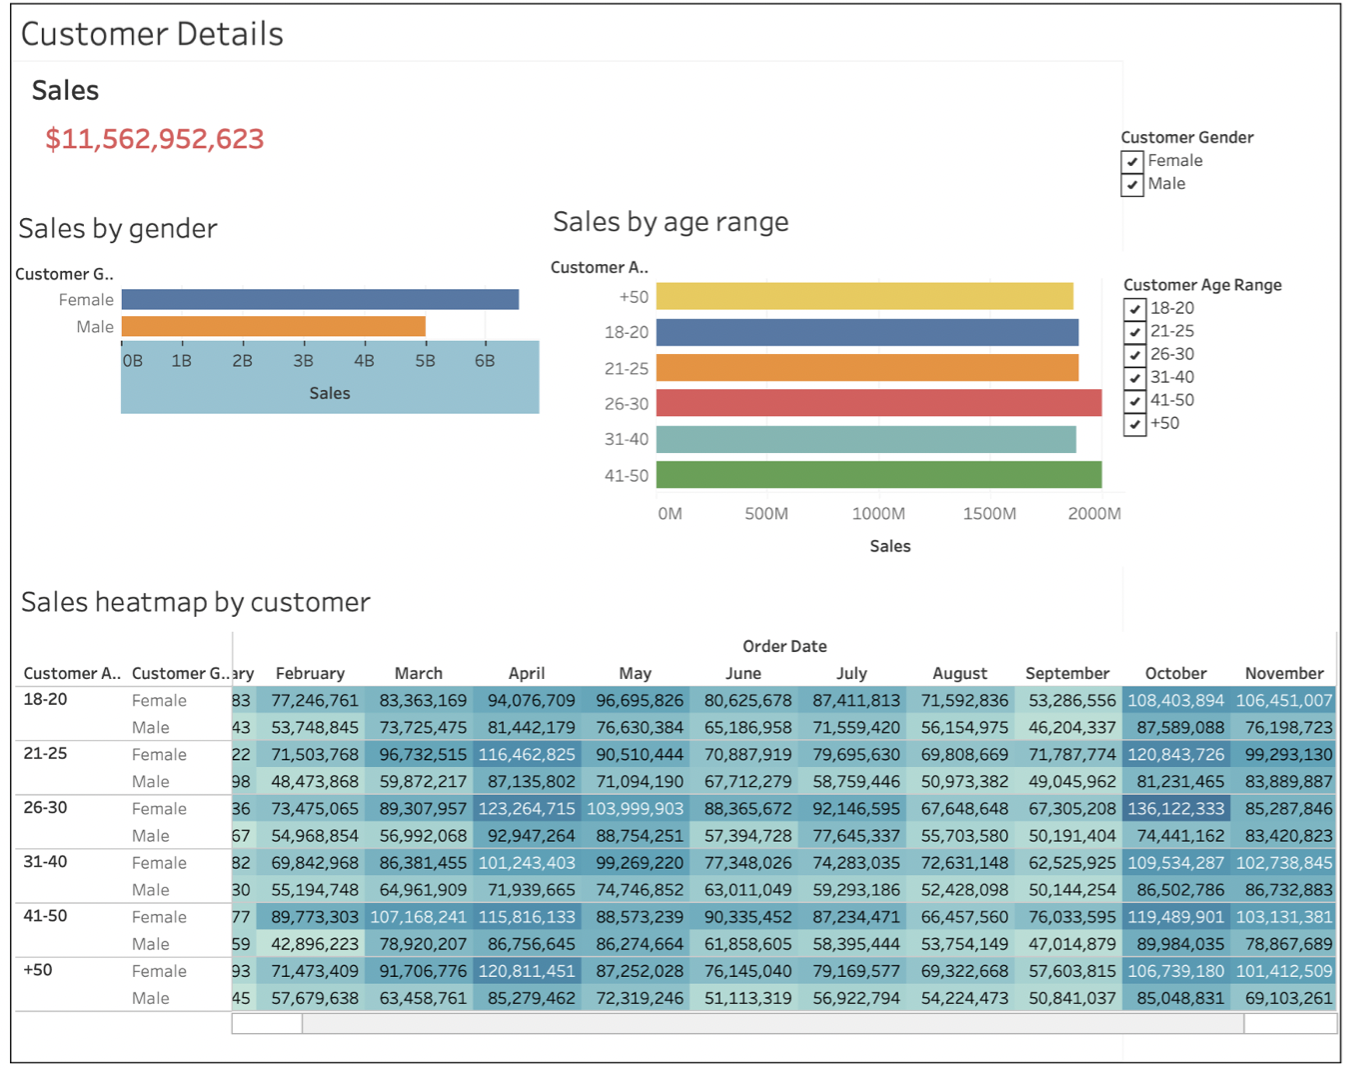 Customer Details
Sales
$11,562,952,623
Customer Gender
Female
Male
Sales by gender
Customer G..
Female
Male
0B 1B 2B 3B 4B 5B 6B
Sales
Sales by age range
Customer A..
+50
18-20
21-25
26-30
31-40
41-50
0M 500M 1000M 1500M 2000M
Sales
Customer Age Range
18-20
21-25
26-30
31-40
41-50
+50
Sales heatmap by customer
Order Date
Customer A.. Customer G.. ary February March April May June July August September October November
18-20 Female 83 77,246,761 83,363,169 94,076,709 96,695,826 80,625,678 87,411,813 71,592,836 53,286,556 108,403,894 106,451,007
Male 43 53,748,845 73,725,475 81,442,179 76,630,384 65,186,958 71,559,420 56,154,975 46,204,337 87,589,088 76,198,723
21-25 Female 22 71,503,768 96,732,515 116,462,825 90,510,444 70,887,919 79,695,630 69,808,669 71,787,774 120,843,726 99,293,130
Male 98 48,473,868 59,872,217 87,135,802 71,094,190 67,712,279 58,759,446 50,973,382 49,045,962 81,231,465 83,889,887
26-30 Female 36 73,475,065 89,307,957 123,264,715 103,999,903 88,365,672 92,146,595 67,648,648 67,305,208 136,122,333 85,287,846
Male 67 54,968,854 56,992,068 92,947,264 88,754,251 57,394,728 77,645,337 55,703,580 50,191,404 74,441,162 83,420,823
31-40 Female 82 69,842,968 86,381,455 101,243,403 99,269,220 77,348,026 74,283,035 72,631,148 62,525,925 109,534,287 102,738,845
Male 30 55,194,748 64,961,909 71,939,665 74,746,852 63,011,049 59,293,186 52,428,098 50,144,254 86,502,786 86,732,883
41-50 Female 77 89,773,303 107,168,241 115,816,133 88,573,239 90,335,452 87,234,471 66,457,560 76,033,595 119,489,901 103,131,381
Male 59 42,896,223 78,920,207 86,756,645 86,274,664 61,858,605 58,395,444 53,754,149 47,014,879 89,984,035 78,867,689
+50 Female 93 71,473,409 91,706,776 120,811,451 87,252,028 76,145,040 79,169,577 69,322,668 57,603,815 106,739,180 101,412,509
Male 45 57,679,638 63,458,761 85,279,462 72,319,246 51,113,319 56,922,794 54,224,473 50,841,037 85,048,831 69,103,261